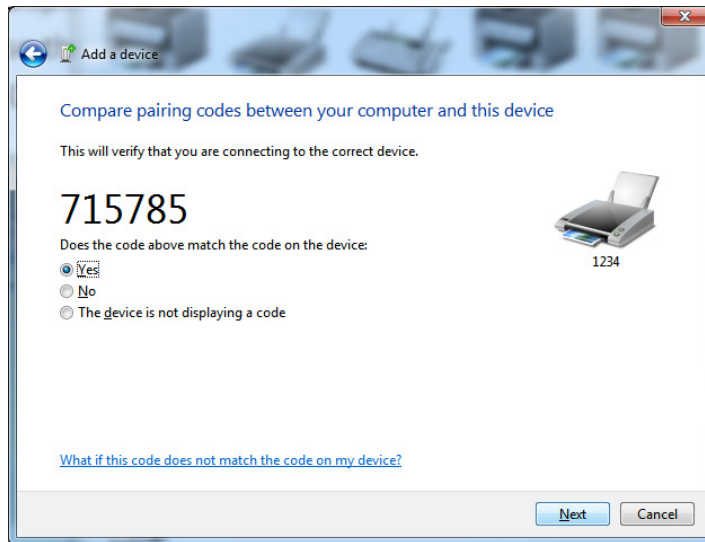 Add a device
Compare pairing codes between your computer and this device
This will verify that you are connecting to the correct device.
715785
Does the code above match the code on the device:
Yes
No
The device is not displaying a code
1234
What if this code does not match the code on my device?
Next
Cancel